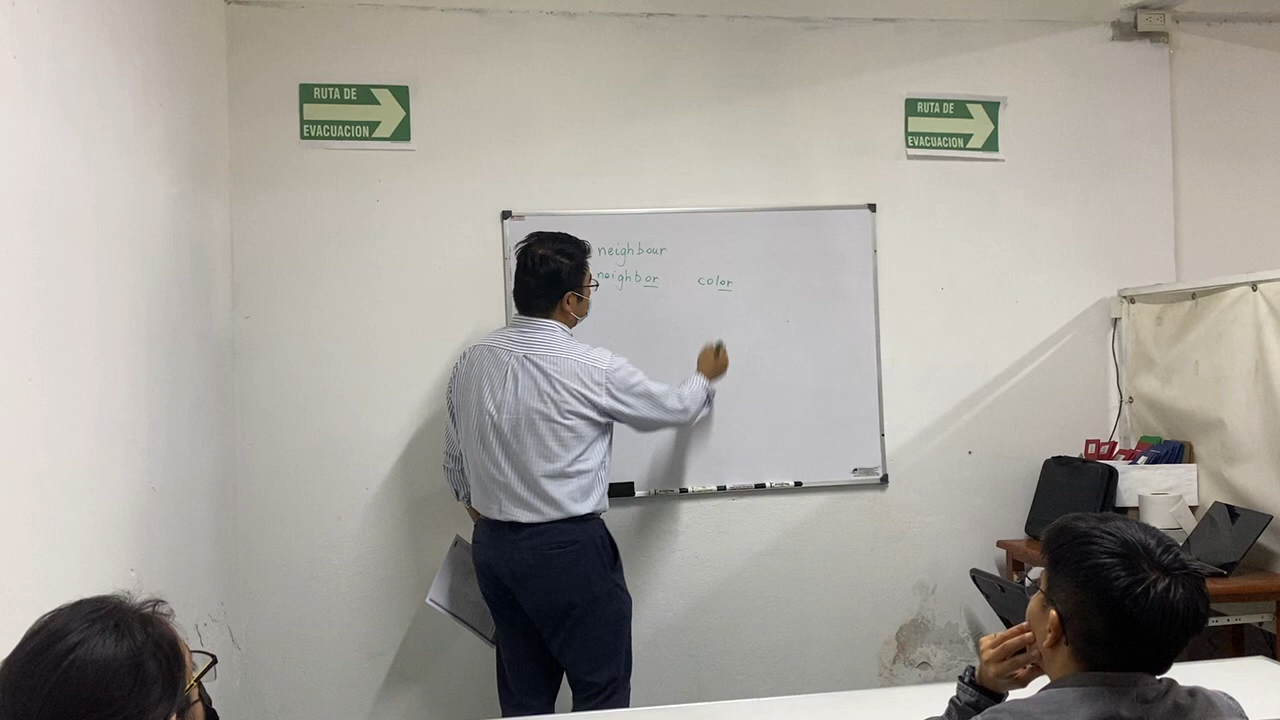 RUTA DE
EVACUACION
RUTA DE
EVACUACION
neighbour
neighbor color